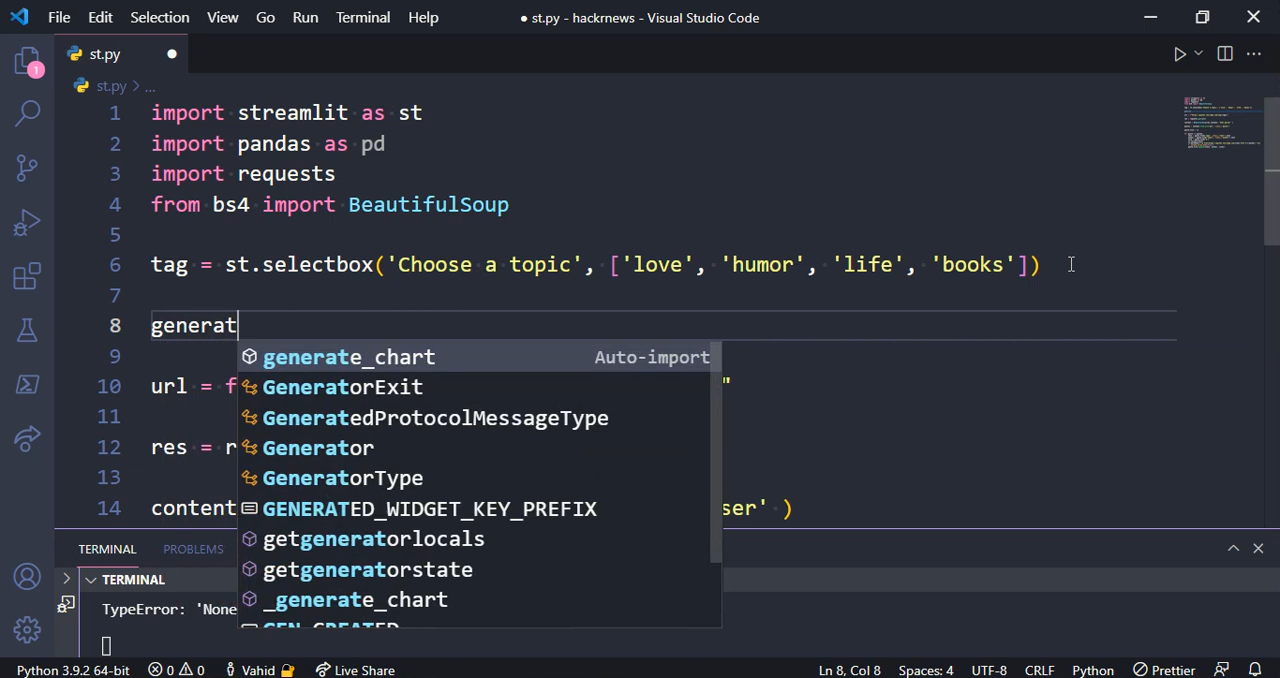 File Edit Selection View Go Run Terminal Help
● st.py - hackrnews - Visual Studio Code
st.py
st.py > ...
1 import streamlit as st
2 import pandas as pd
3 import requests
4 from bs4 import BeautifulSoup
5
6 tag = st.selectbox('Choose a topic', ['love', 'humor', 'life', 'books'])
7
8 generat
9 generate_chart Auto-import
GeneratorExit
10 url = f "
GeneratedProtocolMessageType
11
Generator
12 res = r
GeneratorType
13
GENERATED_WIDGET_KEY_PREFIX
14 content ser' )
getgeneratorlocals
getgeneratorstate
_generate_chart
TERMINAL PROBLEMS
TERMINAL
TypeError: 'None
1
Python 3.9.2 64-bit 0 0 Vahid Live Share Ln 8, Col 8 Spaces: 4 UTF-8 CRLF Python Prettier